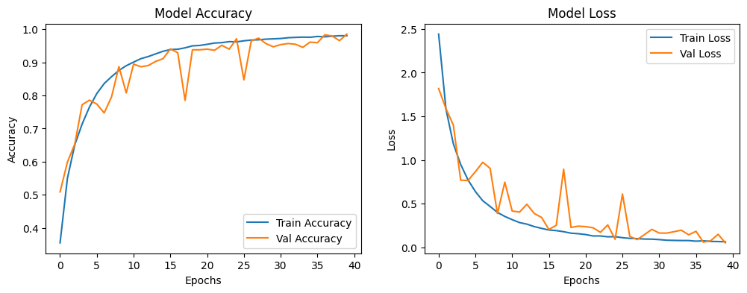 Model Accuracy
1.0
0.9
0.8
0.7
0.6
0.5
0.4
Accuracy
0 5 10 15 20 25 30 35 40
Epochs
Train Accuracy
Val Accuracy
Model Loss
2.5
2.0
1.5
1.0
0.5
0.0
Loss
0 5 10 15 20 25 30 35 40
Epochs
Train Loss
Val Loss